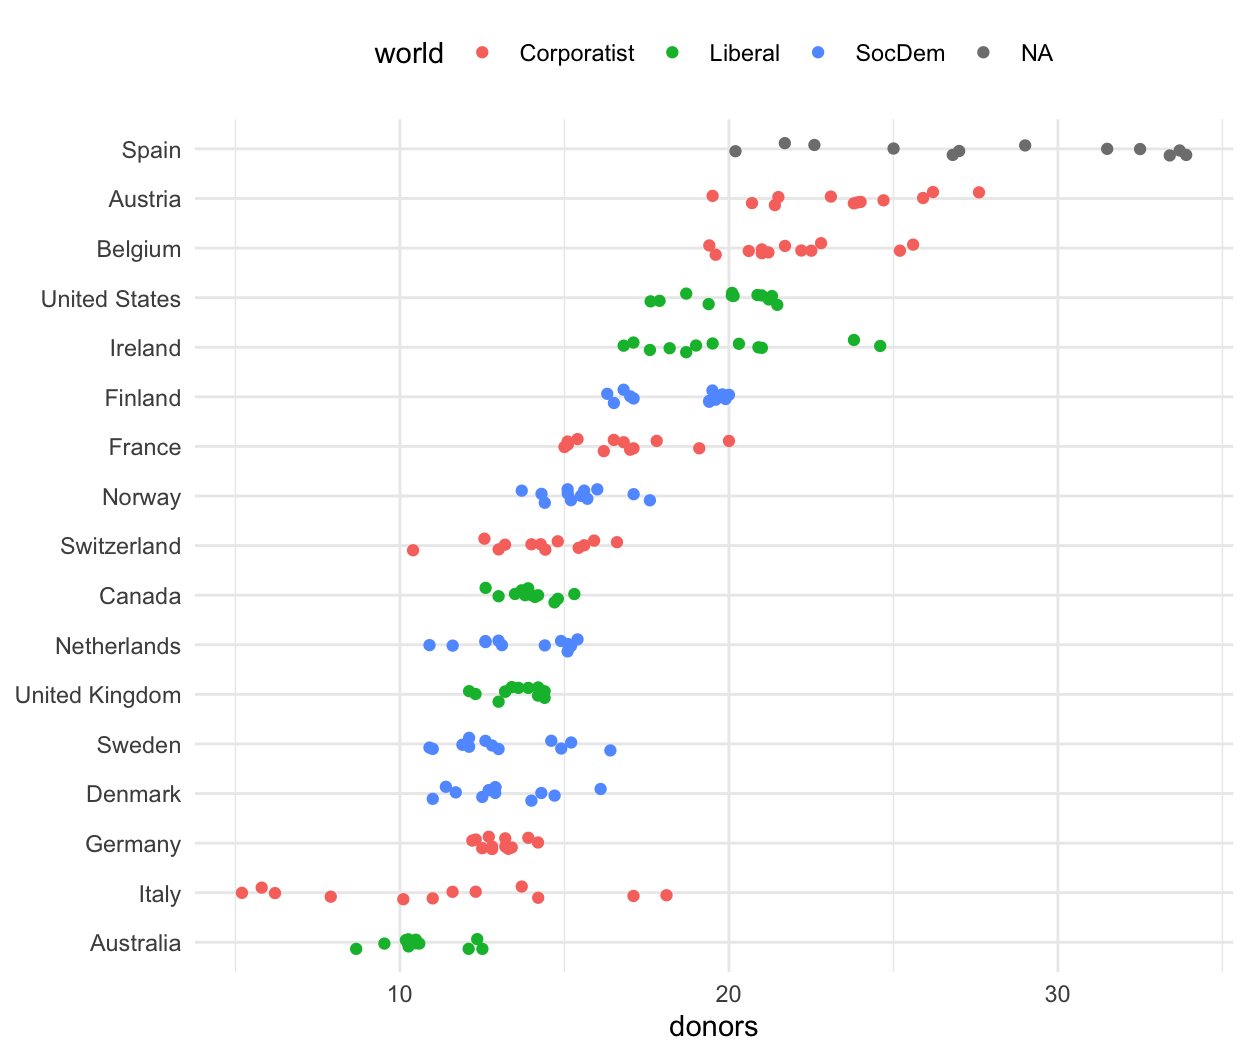 world Corporatist Liberal SocDem NA
Spain
Austria
Belgium
United States
Ireland
Finland
France
Norway
Switzerland
Canada
Netherlands
United Kingdom
Sweden
Denmark
Germany
Italy
Australia
10 20 30
donors